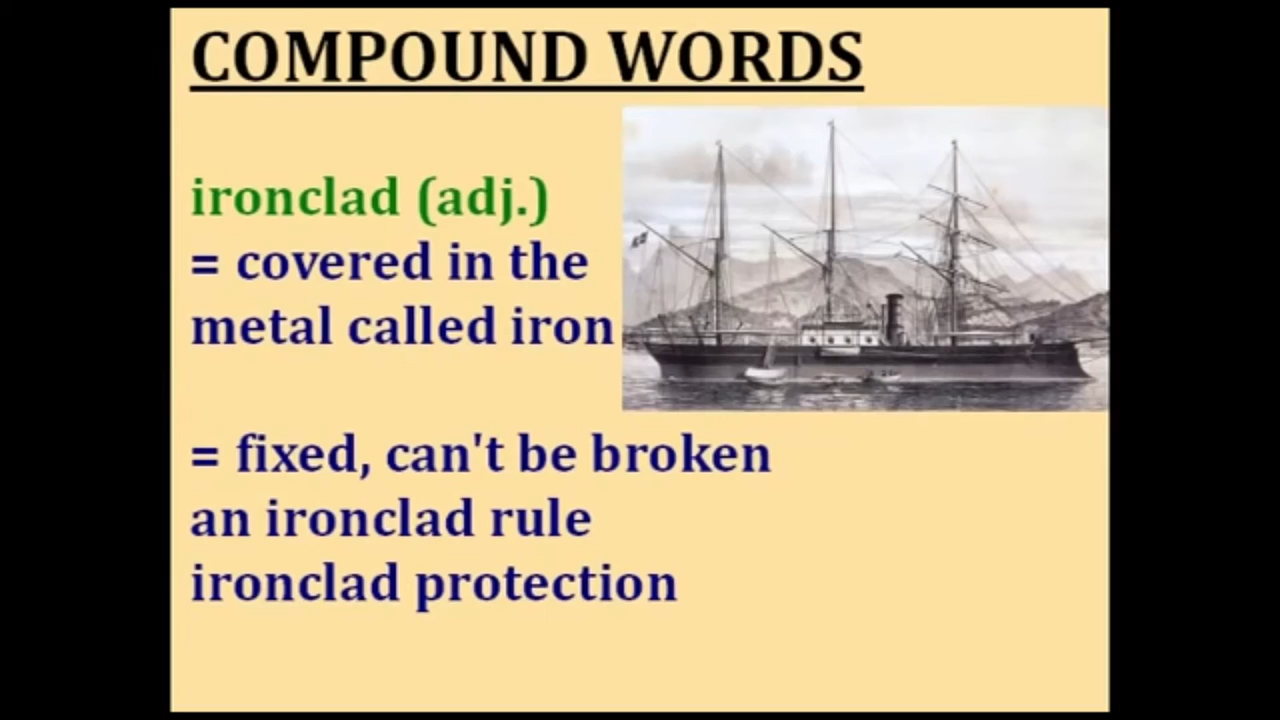 COMPOUND WORDS
ironclad (adj.)
= covered in the
metal called iron
= fixed, can't be broken
an ironclad rule
ironclad protection